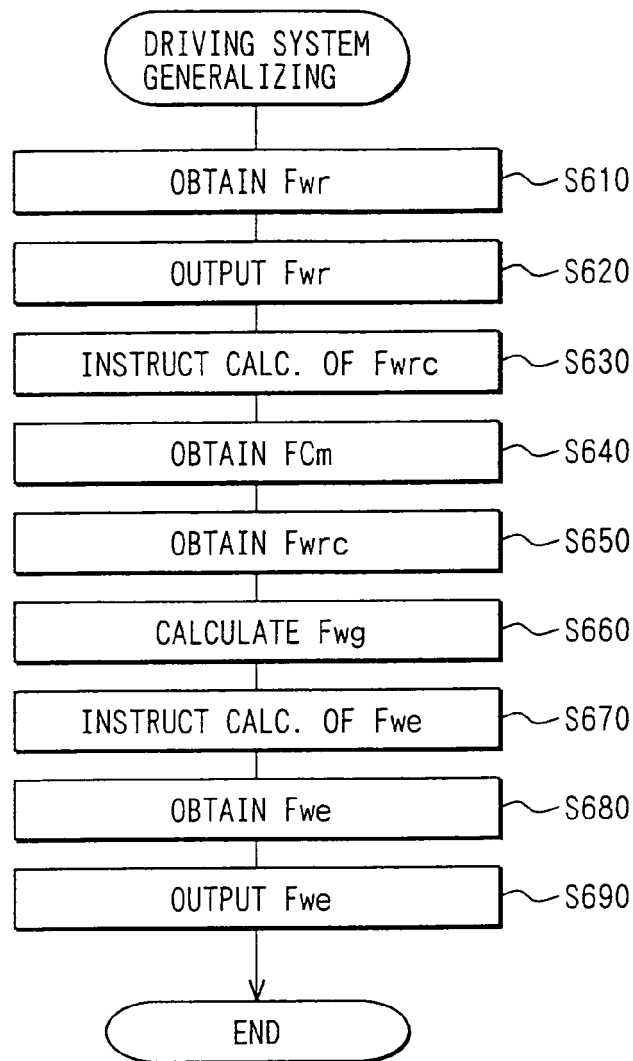 DRIVING SYSTEM
GENERALIZING
OBTAIN Fwr
S610
OUTPUT Fwr
S620
INSTRUCT CALC. OF Fwrc
S630
OBTAIN FCm
S640
OBTAIN Fwrc
S650
CALCULATE Fwg
S660
INSTRUCT CALC. OF Fwe
S670
OBTAIN Fwe
S680
OUTPUT Fwe
S690
END